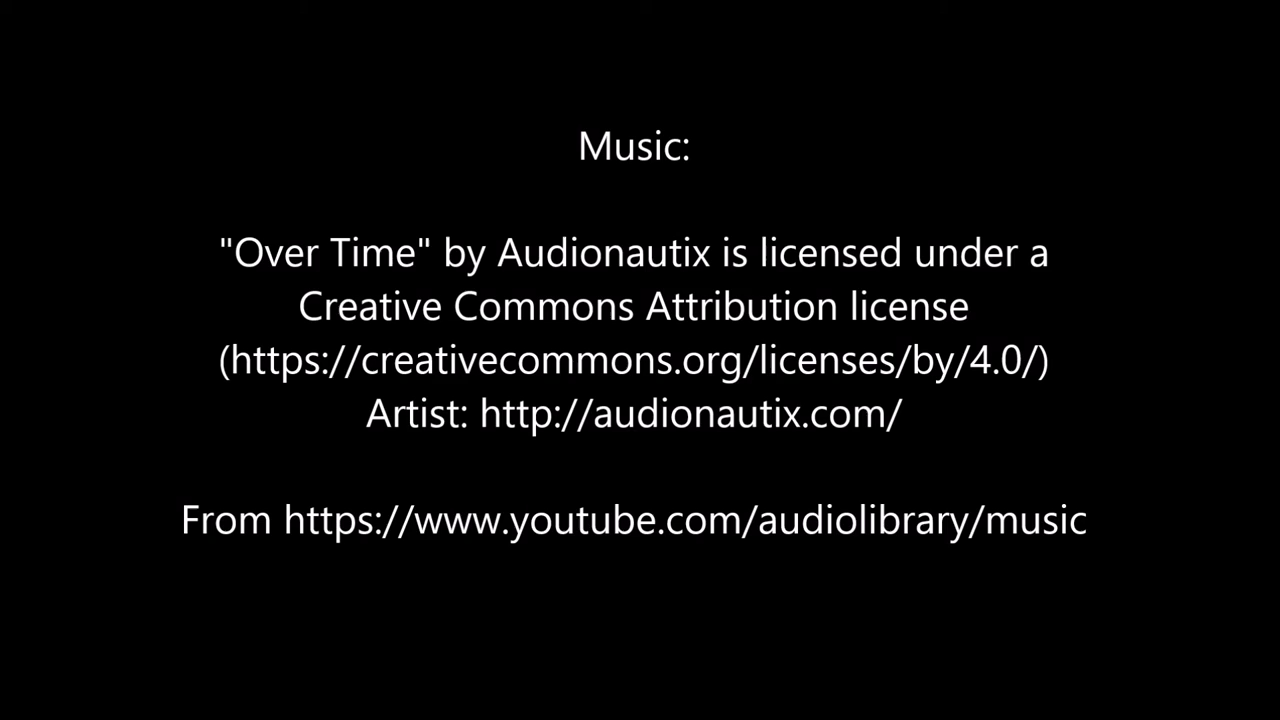 Music:
"Over Time" by Audionautix is licensed under a
Creative Commons Attribution license
(https://creativecommons.org/licenses/by/4.0/)
Artist: http://audionautix.com/
From https://www.youtube.com/audiolibrary/music